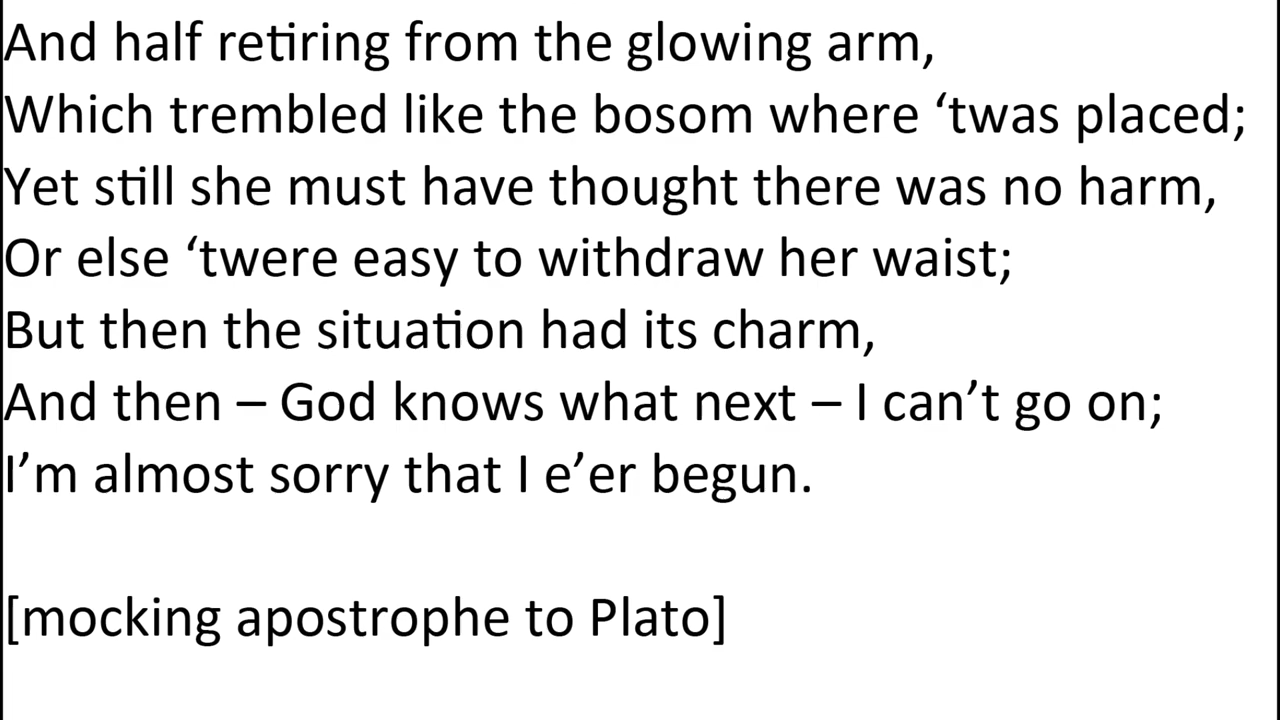 And half retiring from the glowing arm,
Which trembled like the bosom where ‘twas placed;
Yet still she must have thought there was no harm,
Or else ‘twere easy to withdraw her waist;
But then the situation had its charm,
And then – God knows what next – I can’t go on;
I’m almost sorry that I e’er begun.
[mocking apostrophe to Plato]